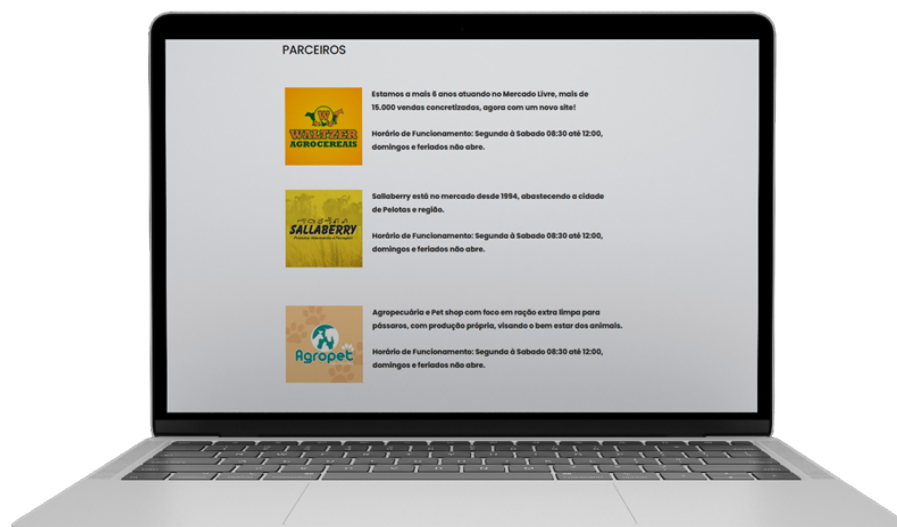 PARCEIROS
W
WALTZER
AGROCEREAIS
Estamos a mais 6 anos atuando no Mercado Livre, mais de
15.000 vendas concretizadas, agora com um novo site!
Horário de Funcionamento: Segunda à Sabado 08:30 até 12:00,
domingos e feriados não abre.
SALLABERRY
Sallaberry está no mercado desde 1994, abastecendo a cidade
de Pelotas e região.
Horário de Funcionamento: Segunda à Sabado 08:30 até 12:00,
domingos e feriados não abre.
Agropet
Agropecuária e Pet shop com foco em ração extra limpa para
pássaros, com produção própria, visando o bem estar dos animais.
Horário de Funcionamento: Segunda à Sabado 08:30 até 12:00,
domingos e feriados não abre.